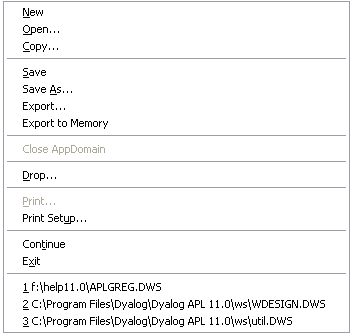 New
Open...
Copy...
Save
Save As...
Export...
Export to Memory
Close AppDomain
Drop...
Print...
Print Setup...
Continue
Exit
1 f:\help11.0\APLGREG.DWS
2 C:\Program Files\Dyalog\Dyalog APL 11.0\ws\WDESIGN.DWS
3 C:\Program Files\Dyalog\Dyalog APL 11.0\ws\util.DWS